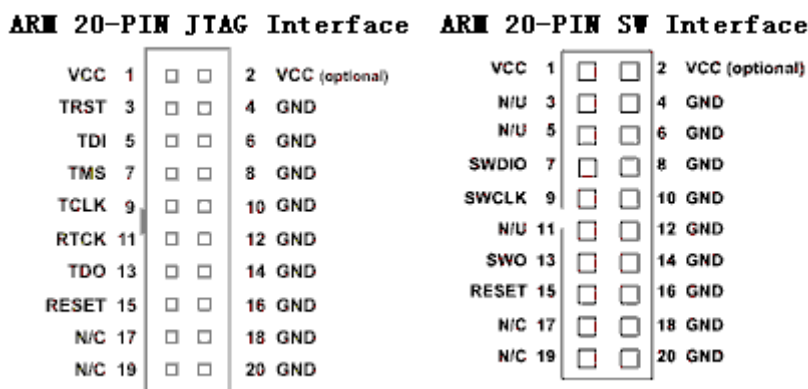 ARM 20-PIN JTAG Interface
VCC 1 2 VCC (optional)
TRST 3 4 GND
TDI 5 6 GND
TMS 7 8 GND
TCLK 9 10 GND
RTCK 11 12 GND
TDO 13 14 GND
RESET 15 16 GND
N/C 17 18 GND
N/C 19 20 GND
ARM 20-PIN SW Interface
VCC 1 2 VCC (optional)
N/U 3 4 GND
N/U 5 6 GND
SWDIO 7 8 GND
SWCLK 9 10 GND
N/U 11 12 GND
SWO 13 14 GND
RESET 15 16 GND
N/C 17 18 GND
N/C 19 20 GND